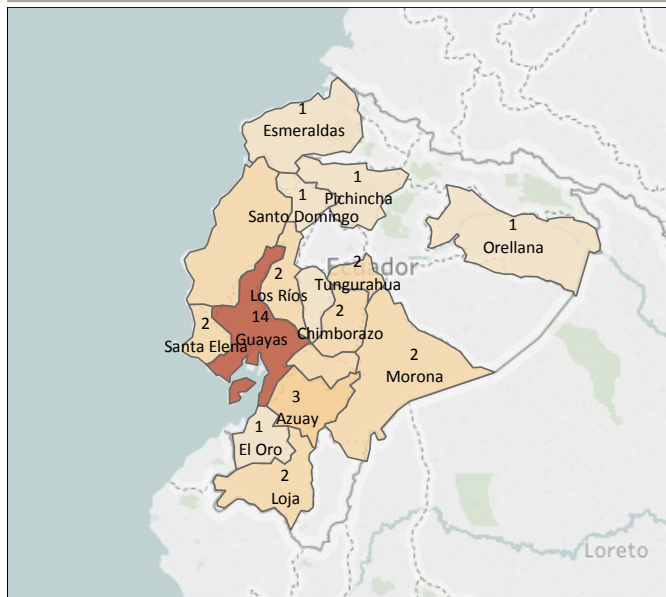 1
Esmeraldas
1
Pichincha
1
Santo Domingo
1
Orellana
Ecuador
2
Tungurahua
2
Los Ríos
2
Chimborazo
14
Guayas
2
Santa Elena
2
Morona
3
Azuay
1
El Oro
2
Loja
Loreto